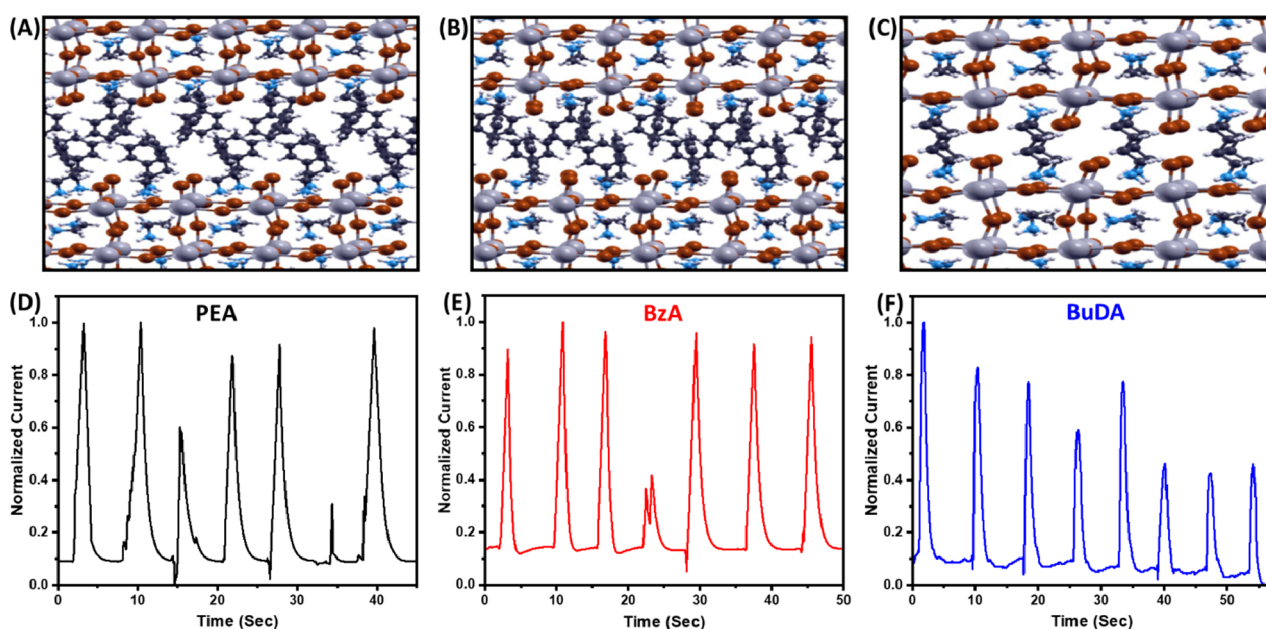 (A)
(B)
(C)
(D)
PEA
1.0
0.8
0.6
0.4
0.2
0.0
Normalized Current
0 10 20 30 40
Time (Sec)
(E)
BzA
1.0
0.8
0.6
0.4
0.2
0.0
Normalized Current
0 10 20 30 40 50
Time (Sec)
(F)
BuDA
1.0
0.8
0.6
0.4
0.2
0.0
Normalized Current
0 10 20 30 40 50
Time (Sec)